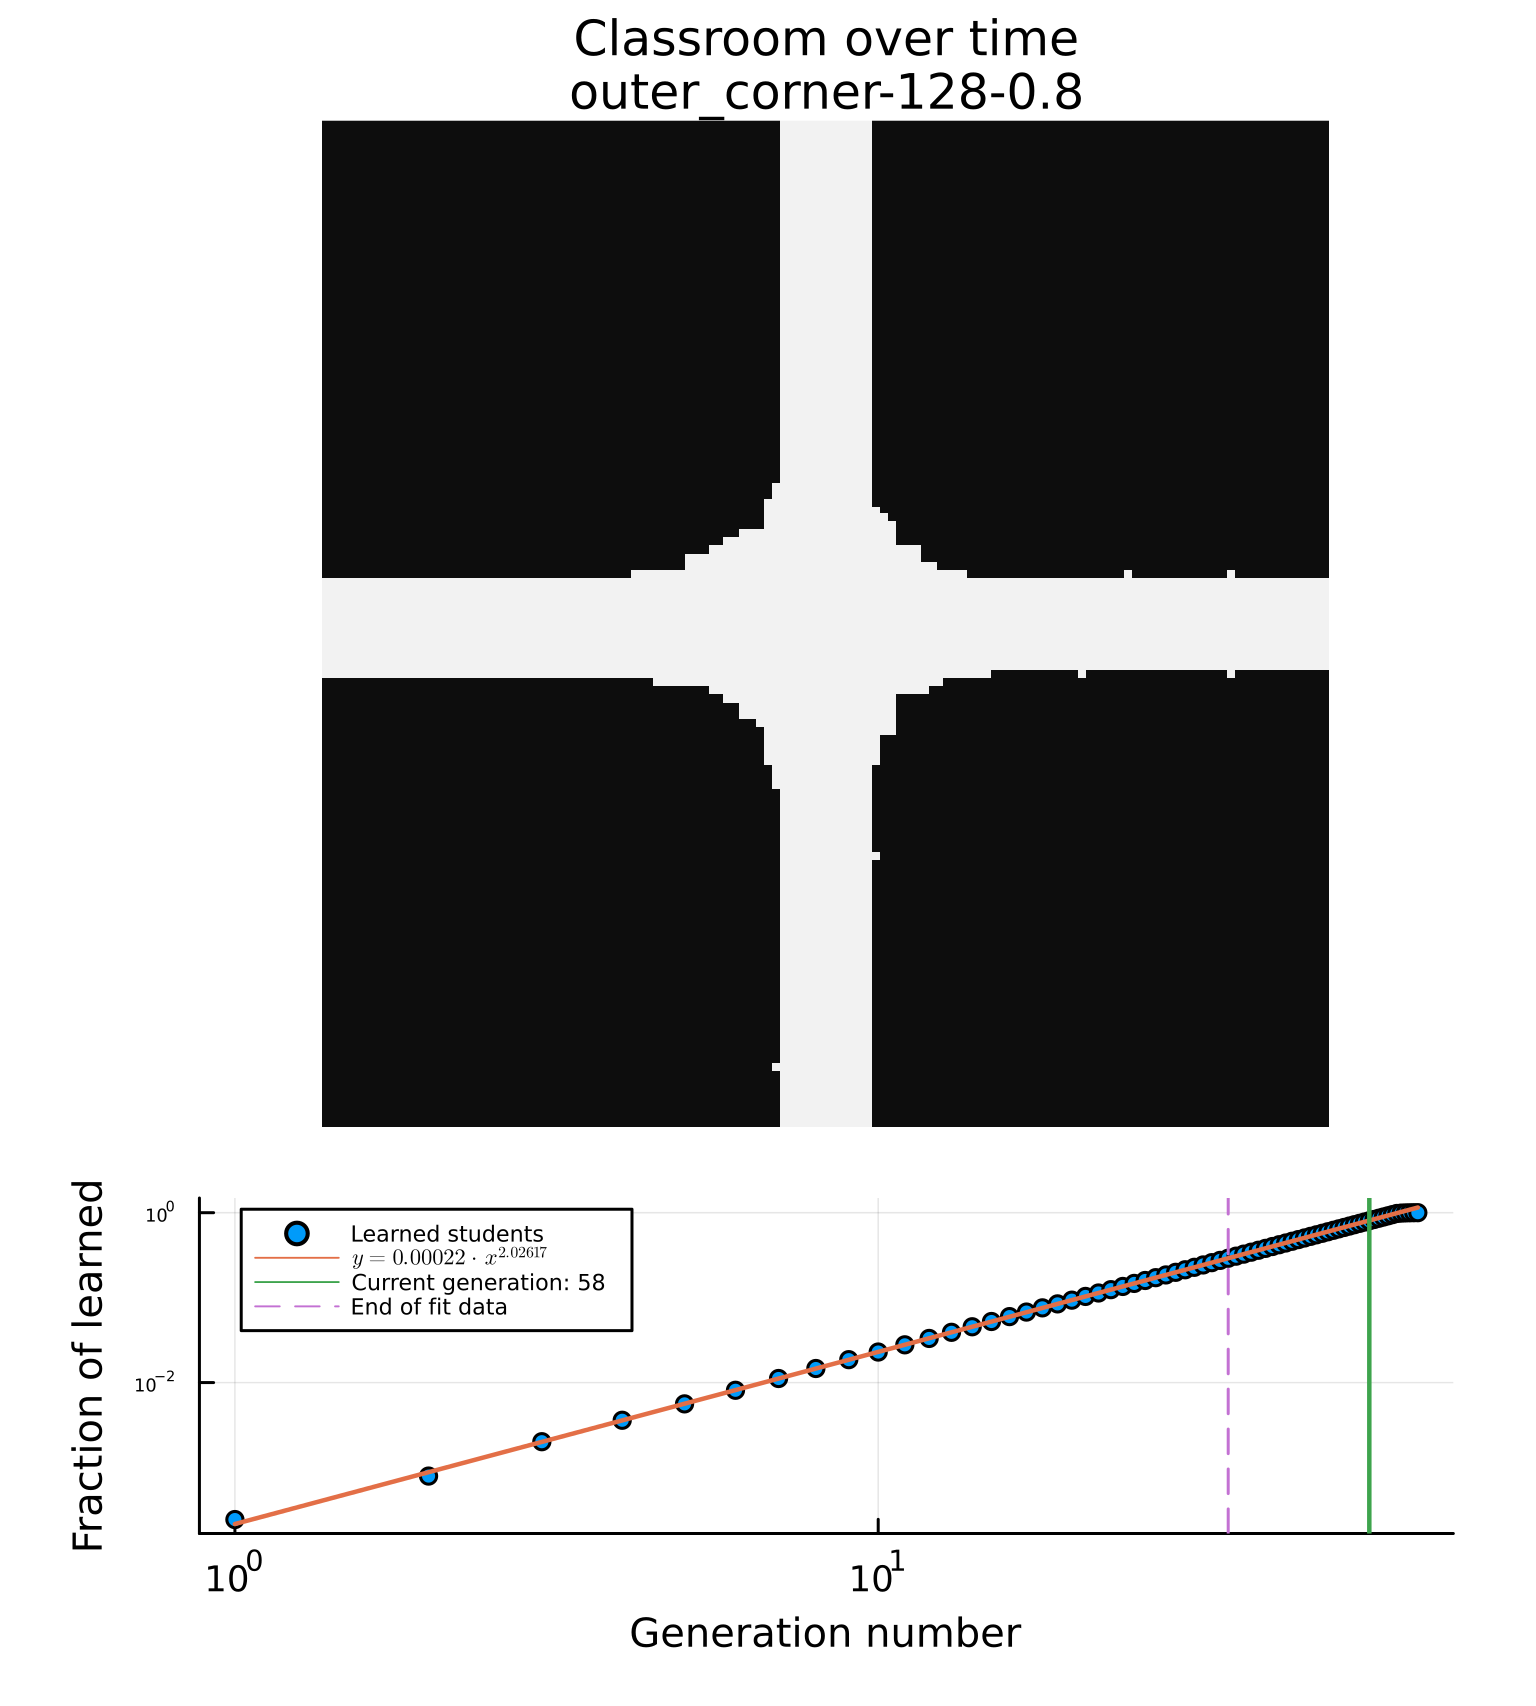 Classroom over time
outer_corner-128-0.8
Fraction of learned
10⁰
10⁻²
Learned students
y = 0.00022 · x^2.02617
Current generation: 58
End of fit data
10⁰
10¹
Generation number